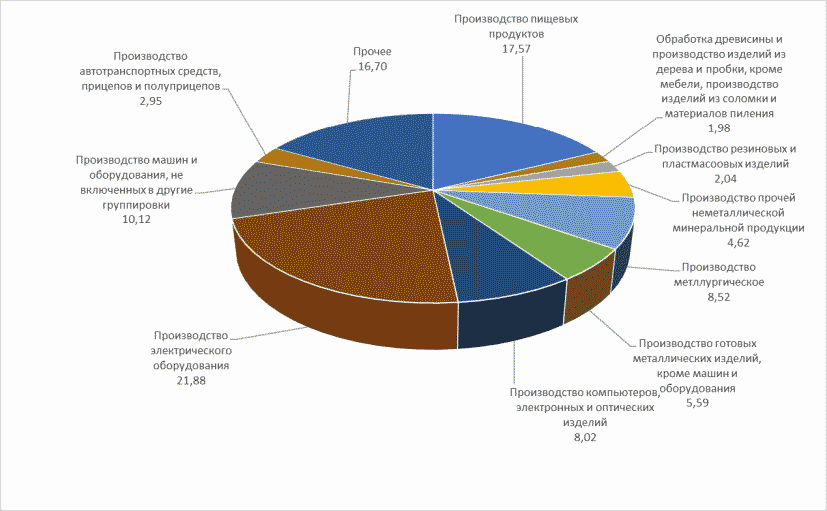 Производство пищевых
продуктов
17,57
Обработка древисины и
производство изделий из
дерева и пробки, кроме
мебели, производство
изделий из соломки и
материалов пиления
1,98
Производство резиновых и
пластмасоовых изделий
2,04
Производство прочей
неметаллической
минеральной продукции
4,62
Производство
метллургическое
8,52
Производство готовых
металлических изделий,
кроме машин и
оборудования
5,59
Производство компьютеров,
электронных и оптических
изделий
8,02
Производство
электрического
оборудования
21,88
Производство машин и
оборудования, не
включенных в другие
группировки
10,12
Производство
автотранспортных средств,
прицепов и полуприцепов
2,95
Прочее
16,70